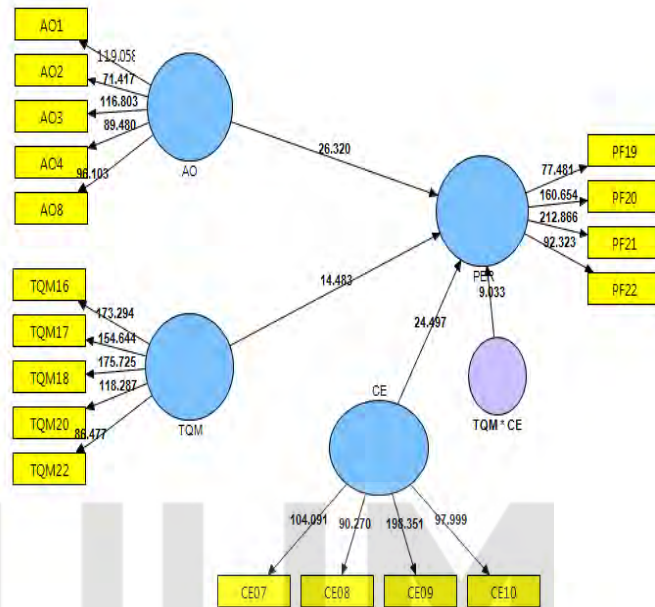 AO1
AO2
AO3
AO4
AO8
119.058
71.417
116.803
89.480
96.103
AO
26.320
TQM16
TQM17
TQM18
TQM20
TQM22
173.294
154.644
175.725
118.287
86.477
TQM
14.483
PER
9.033
77.481
160.654
212.866
92.323
PF19
PF20
PF21
PF22
24.497
CE
TQM * CE
104.091
90.270
198.351
97.999
CE07
CE08
CE09
CE10